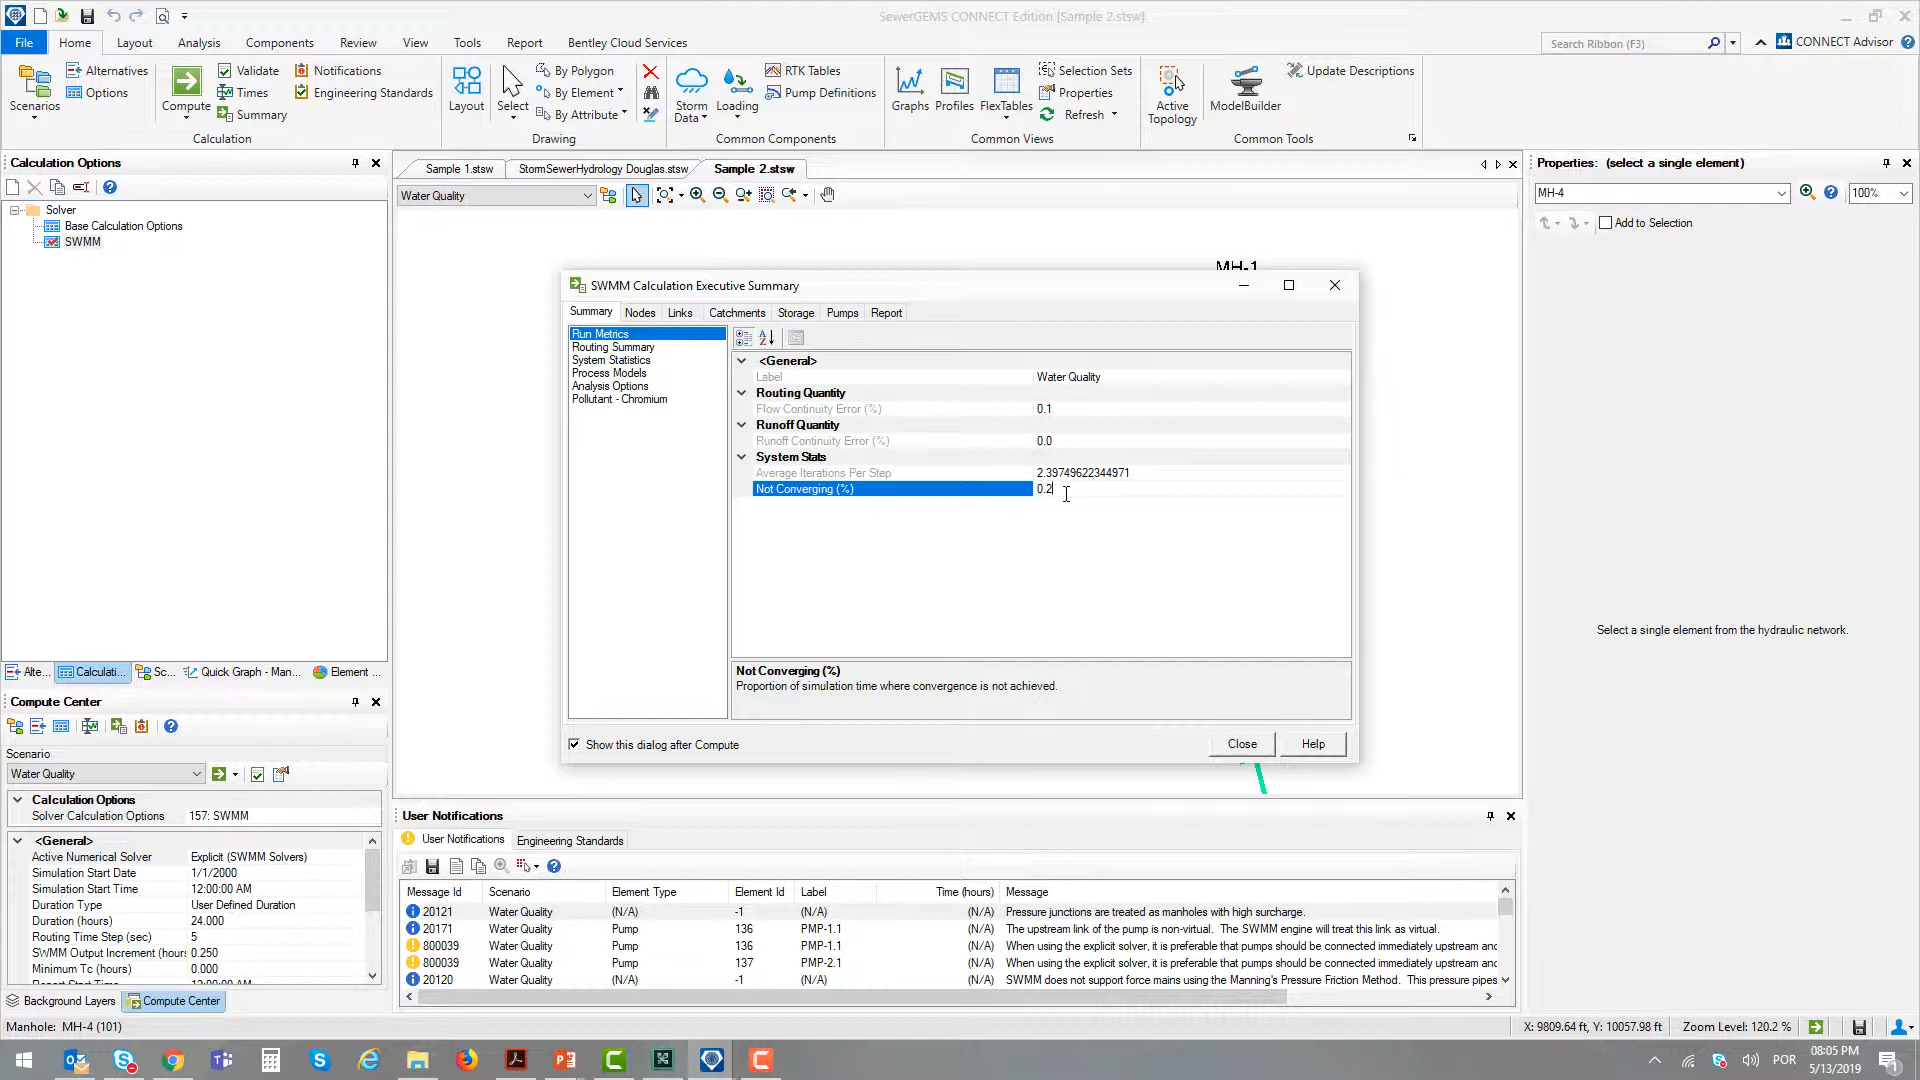 SewerGEMS CONNECT Edition [Sample 2.stsw]
File Home Layout Analysis Components Review View Tools Report Bentley Cloud Services Search Ribbon (F3) CONNECT Advisor
Scenarios Alternatives Options Compute Validate Times Summary Notifications Engineering Standards
Calculation
Layout Select By Polygon By Element By Attribute
Drawing
Storm Data Loading RTK Tables Pump Definitions
Common Components
Graphs Profiles FlexTables Selection Sets Properties Refresh
Common Views
Active Topology ModelBuilder Update Descriptions
Common Tools
Calculation Options
Solver
Base Calculation Options
SWMM
Alte... Calculati... Sc... Quick Graph - Man... Element ...
Sample 1.stsw StormSewerHydrology Douglas.stsw Sample 2.stsw
Water Quality
MH-1
Properties: (select a single element)
MH-4 100%
Add to Selection
Select a single element from the hydraulic network.
SWMM Calculation Executive Summary
Summary Nodes Links Catchments Storage Pumps Report
Run Metrics
Routing Summary
System Statistics
Process Models
Analysis Options
Pollutant - Chromium
<General>
Label Water Quality
Routing Quantity
Flow Continuity Error (%) 0.1
Runoff Quantity
Runoff Continuity Error (%) 0.0
System Stats
Average Iterations Per Step 2.39749622344971
Not Converging (%) 0.2
Not Converging (%)
Proportion of simulation time where convergence is not achieved.
Show this dialog after Compute Close Help
Compute Center
Scenario
Water Quality
Calculation Options
Solver Calculation Options 157: SWMM
<General>
Active Numerical Solver Explicit (SWMM Solvers)
Simulation Start Date 1/1/2000
Simulation Start Time 12:00:00 AM
Duration Type User Defined Duration
Duration (hours) 24.000
Routing Time Step (sec) 5
SWMM Output Increment (hours 0.250
Minimum Tc (hours) 0.000
Background Layers Compute Center
User Notifications
User Notifications Engineering Standards
Message Id Scenario Element Type Element Id Label Time (hours) Message
20121 Water Quality (N/A) -1 (N/A) (N/A) Pressure junctions are treated as manholes with high surcharge.
20171 Water Quality Pump 136 PMP-1.1 (N/A) The upstream link of the pump is non-virtual. The SWMM engine will treat this link as virtual.
800039 Water Quality Pump 136 PMP-1.1 (N/A) When using the explicit solver, it is preferable that pumps should be connected immediately upstream and
800039 Water Quality Pump 137 PMP-2.1 (N/A) When using the explicit solver, it is preferable that pumps should be connected immediately upstream and
20120 Water Quality (N/A) -1 (N/A) (N/A) SWMM does not support force mains using the Manning's Pressure Friction Method. This pressure pipes
Manhole: MH-4 (101) X: 9809.64 ft, Y: 10057.98 ft Zoom Level: 120.2 %
POR 08:05 PM
5/13/2019